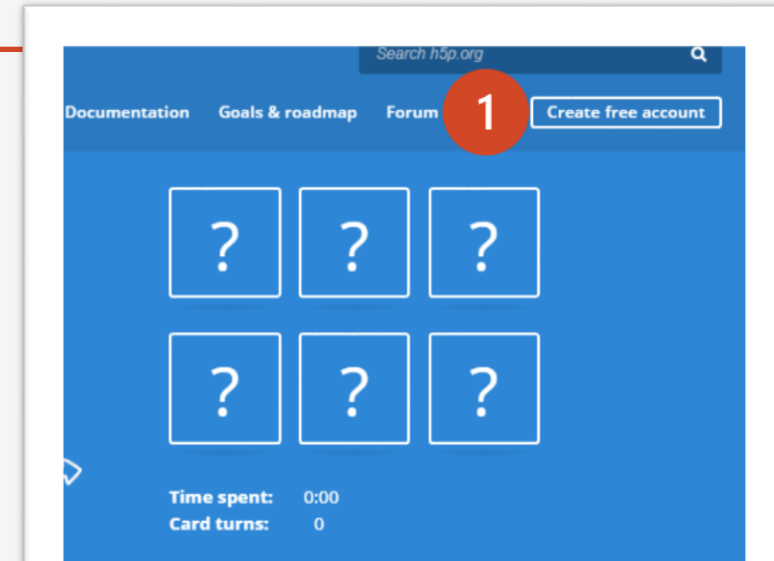 Search h5p.org
Documentation Goals & roadmap Forum 1 Create free account
? ? ?
? ? ?
Time spent: 0:00
Card turns: 0